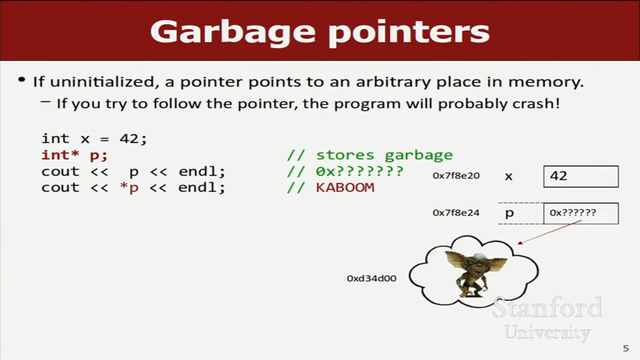 Garbage pointers
• If uninitialized, a pointer points to an arbitrary place in memory.
– If you try to follow the pointer, the program will probably crash!
int x = 42;
int* p; // stores garbage
cout <<  p << endl; // 0x???????
cout << *p << endl; // KABOOM
0x7f8e20 x 42
0x7f8e24 p 0x??????
0xd34d00
Stanford
University
5